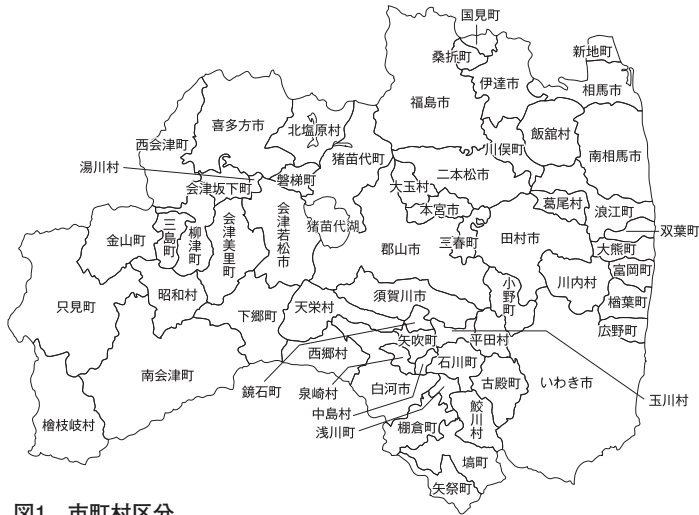 国見町
桑折町
新地町
伊達市
相馬市
福島市
喜多方市
北塩原村
飯舘村
西会津町
川俣町
猪苗代町
南相馬市
湯川村
磐梯町
二本松市
会津坂下町
大玉村
葛尾村
本宮市
浪江町
三島町
柳津町
会津美里町
会津若松市
猪苗代湖
双葉町
金山町
三春町
田村市
大熊町
郡山市
富岡町
川内村
只見町
昭和村
須賀川市
小野町
楢葉町
天栄村
下郷町
広野町
矢吹町
平田村
西郷村
石川町
南会津町
鏡石町
泉崎村
白河市
古殿町
いわき市
玉川村
中島村
鮫川村
檜枝岐村
浅川町
棚倉町
塙町
矢祭町
図1　市町村区分